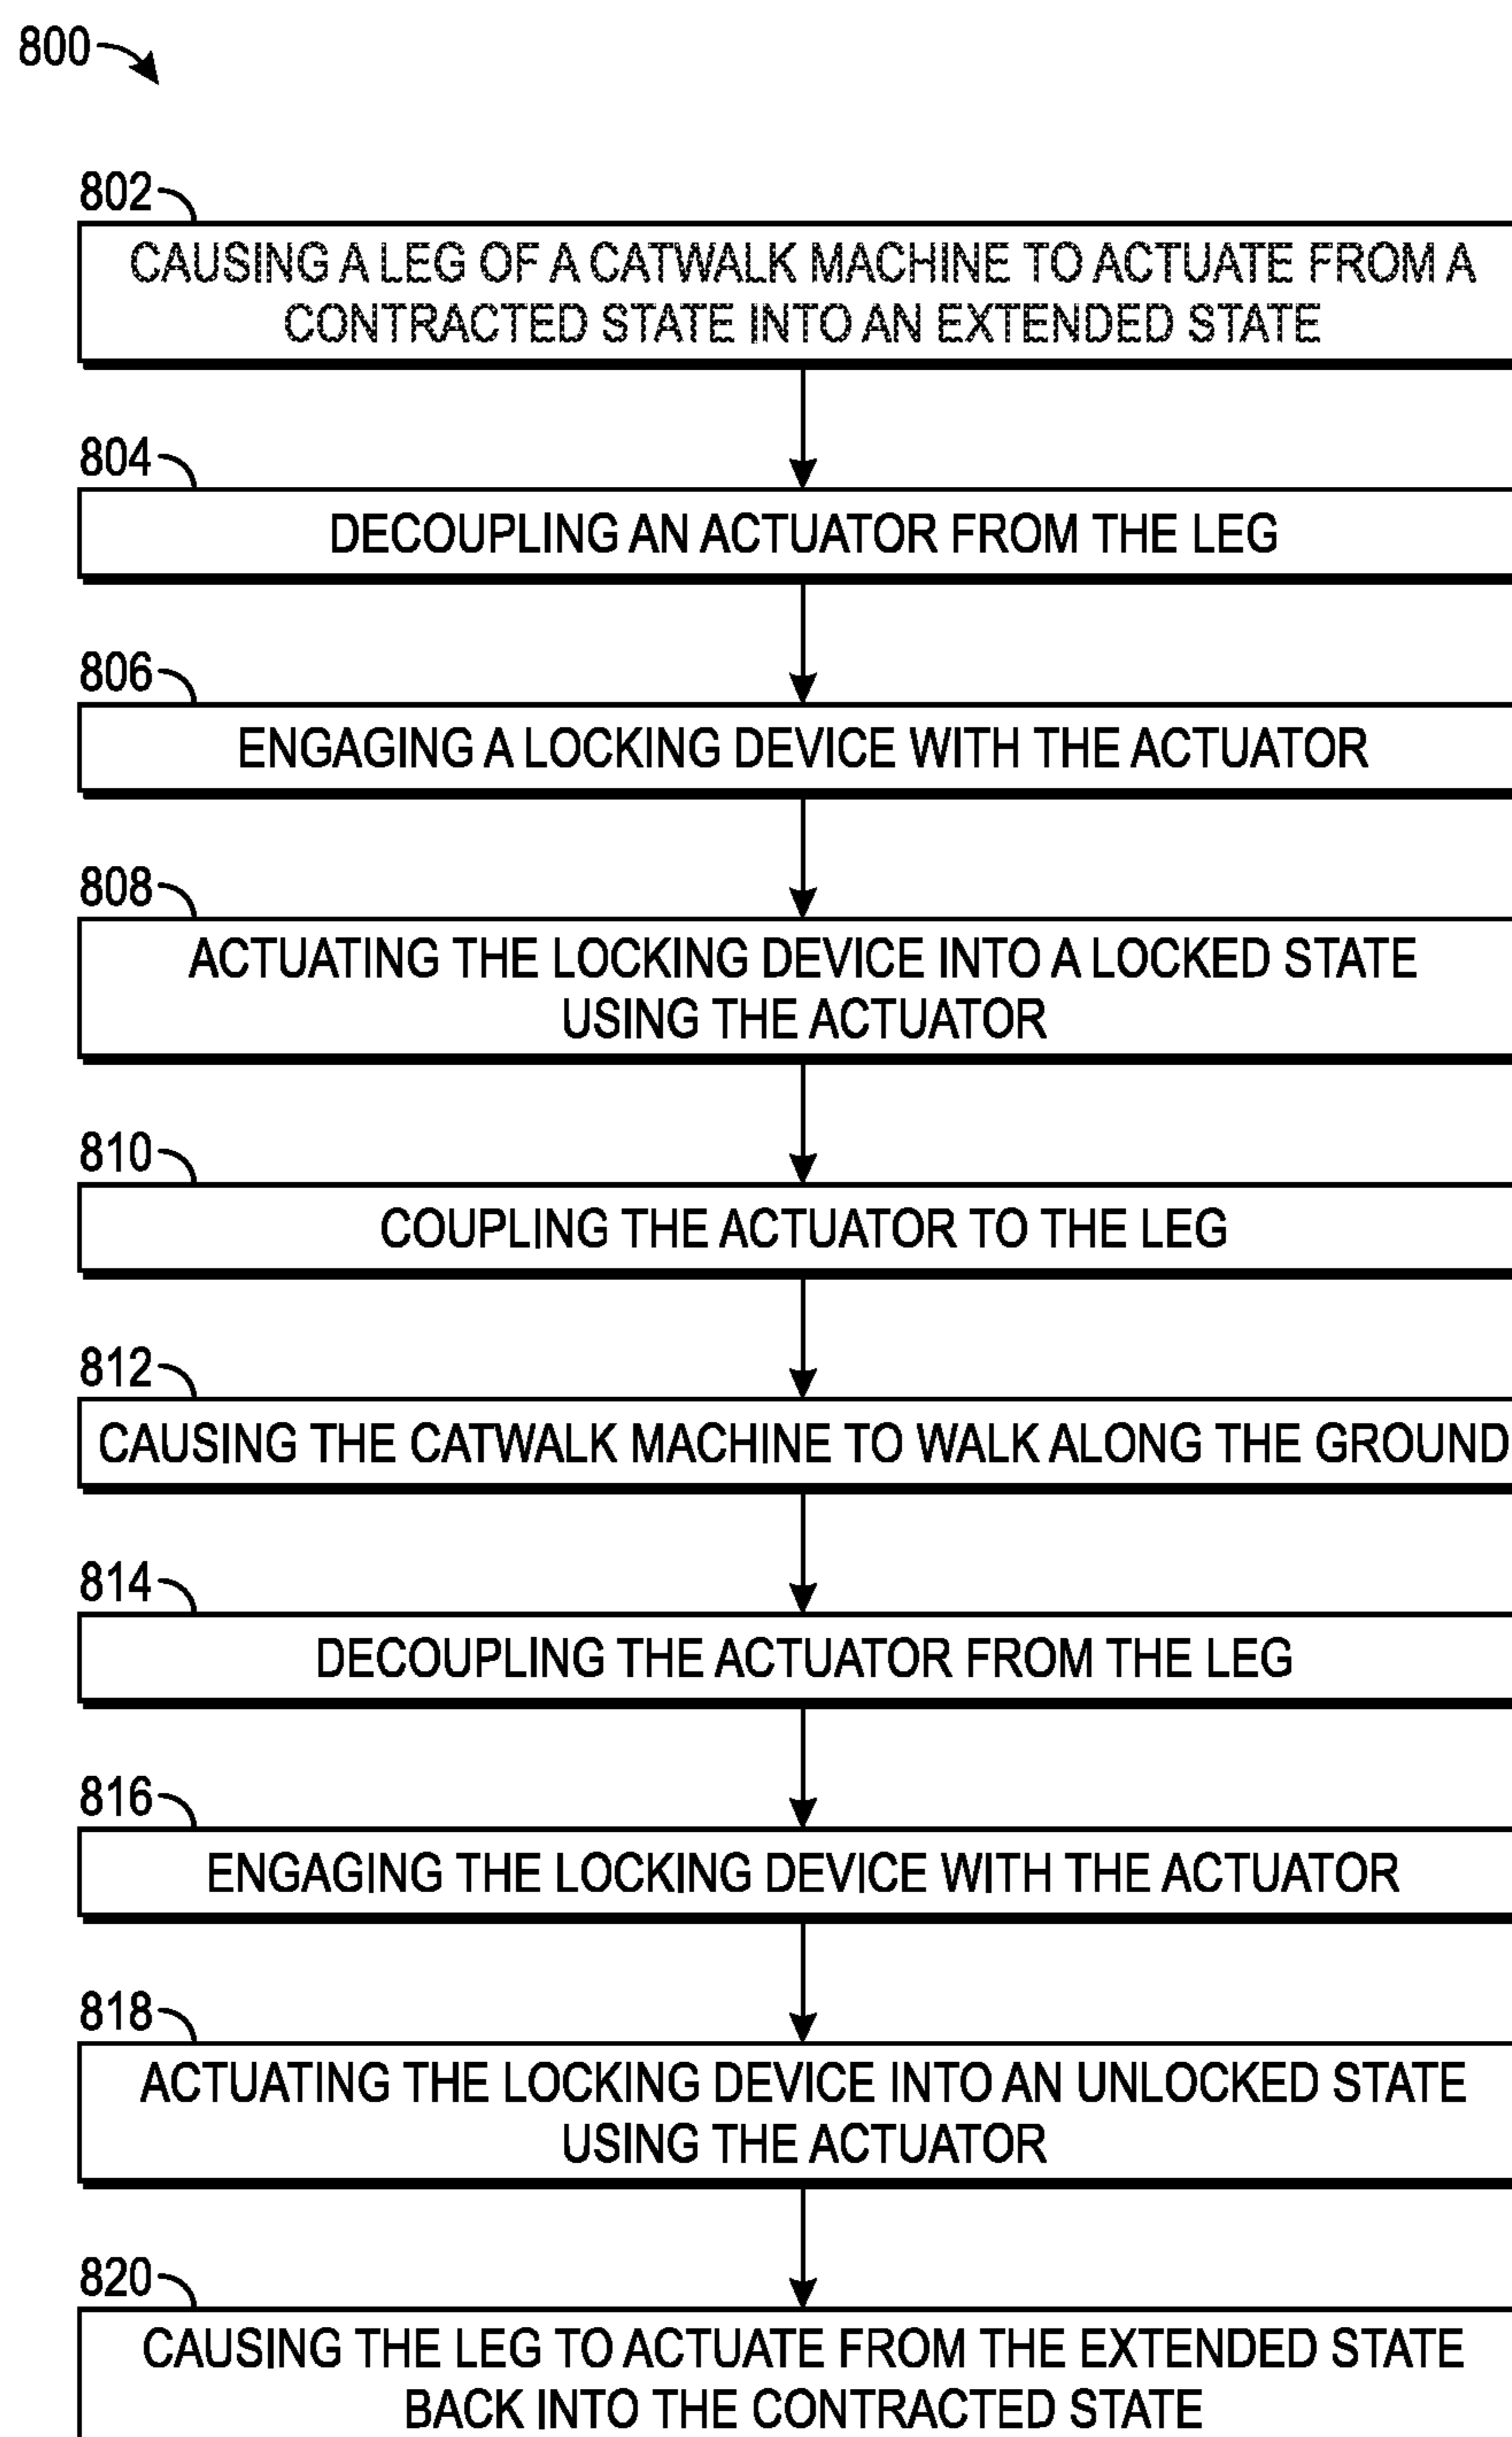 800
802
CAUSING A LEG OF A CATWALK MACHINE TO ACTUATE FROM A
CONTRACTED STATE INTO AN EXTENDED STATE
804
DECOUPLING AN ACTUATOR FROM THE LEG
806
ENGAGING A LOCKING DEVICE WITH THE ACTUATOR
808
ACTUATING THE LOCKING DEVICE INTO A LOCKED STATE
USING THE ACTUATOR
810
COUPLING THE ACTUATOR TO THE LEG
812
CAUSING THE CATWALK MACHINE TO WALK ALONG THE GROUND
814
DECOUPLING THE ACTUATOR FROM THE LEG
816
ENGAGING THE LOCKING DEVICE WITH THE ACTUATOR
818
ACTUATING THE LOCKING DEVICE INTO AN UNLOCKED STATE
USING THE ACTUATOR
820
CAUSING THE LEG TO ACTUATE FROM THE EXTENDED STATE
BACK INTO THE CONTRACTED STATE